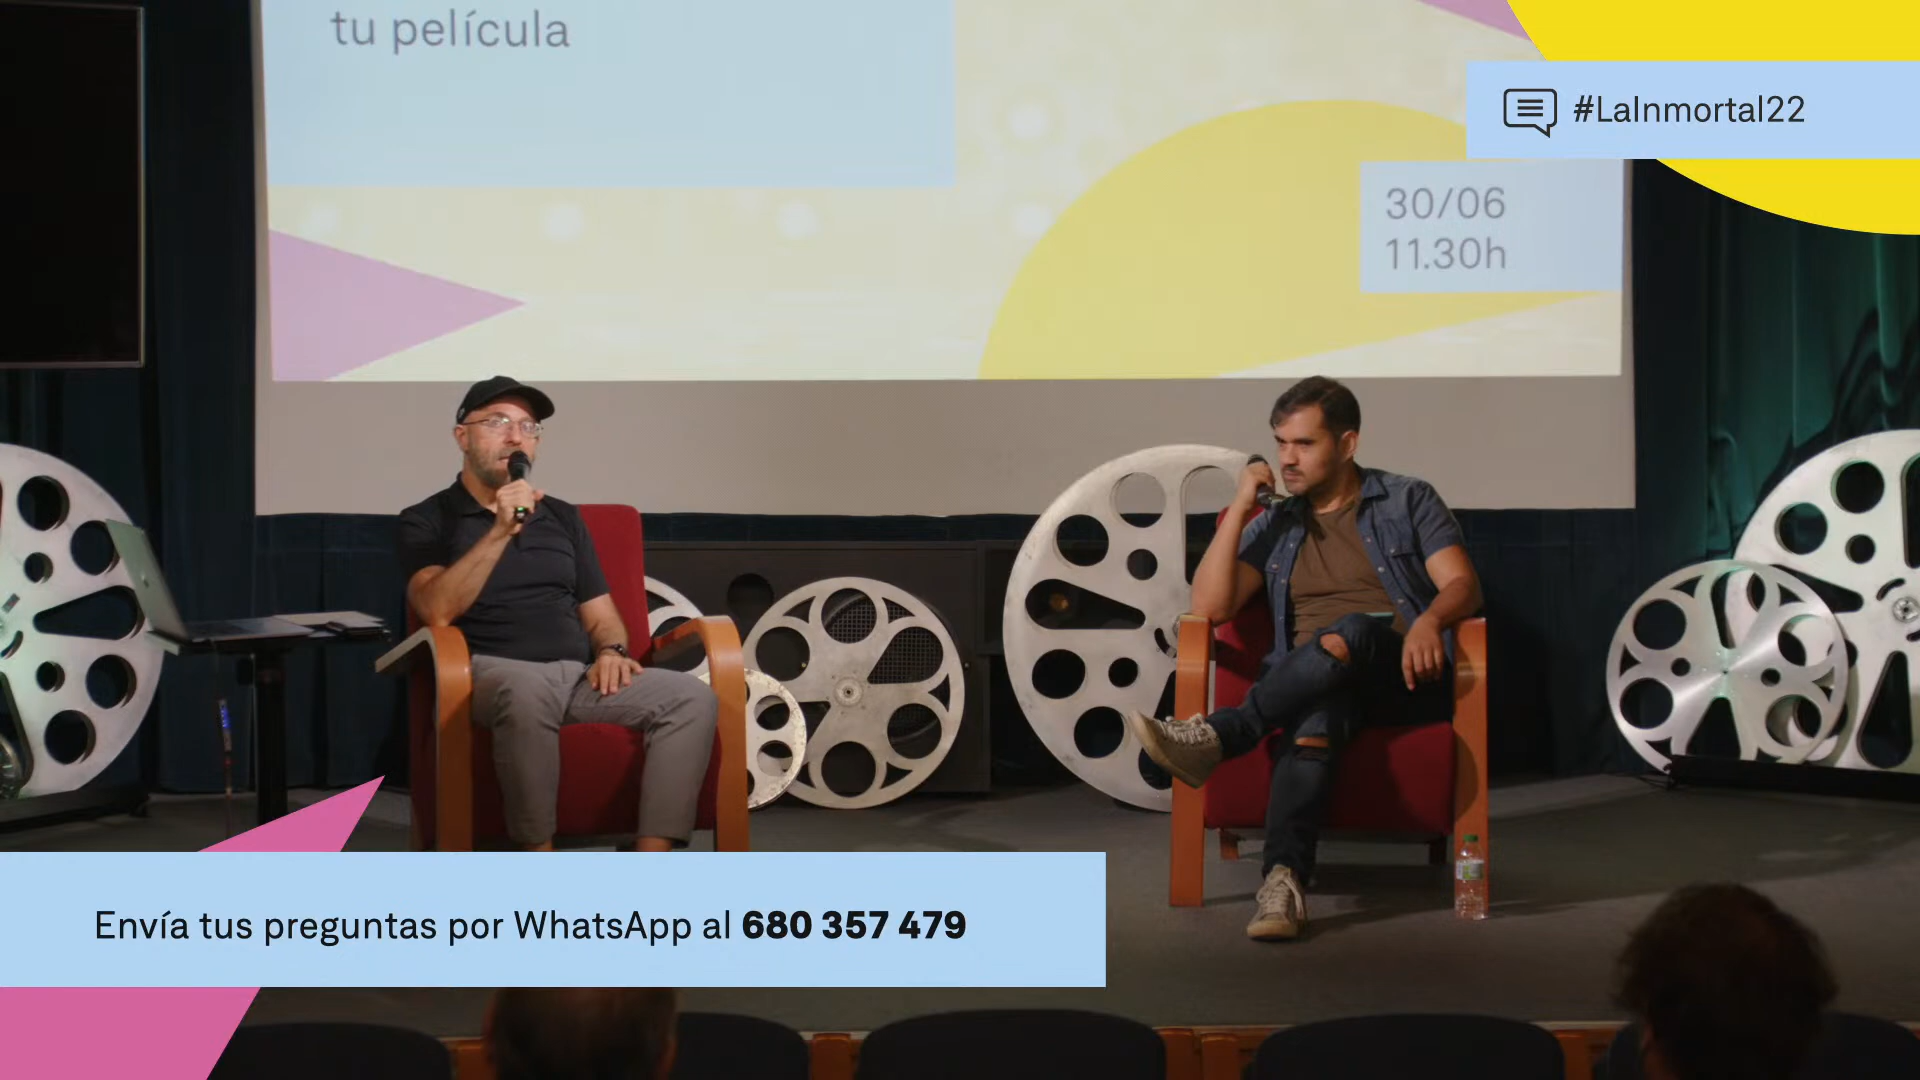 tu película
#LaInmortal22
30/06
11.30h
Envía tus preguntas por WhatsApp al 680 357 479